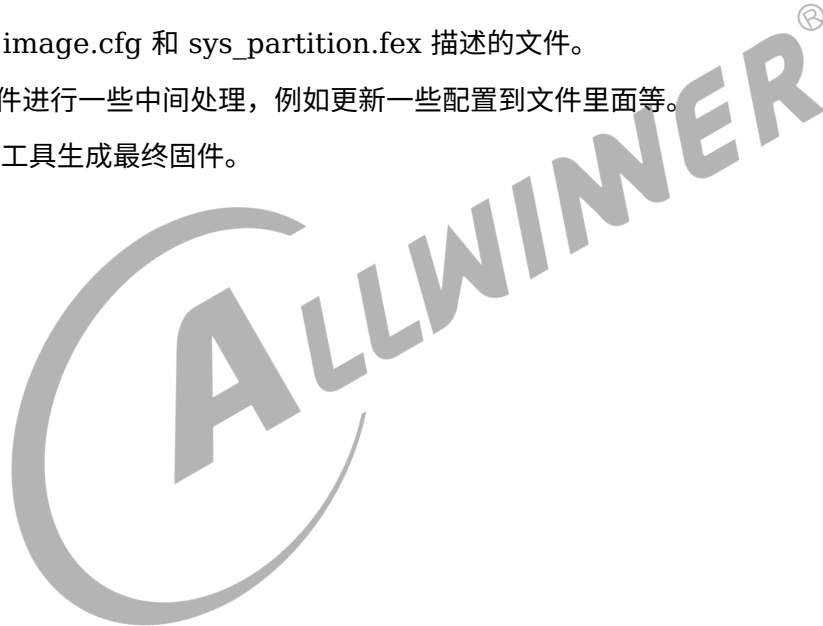 image.cfg 和 sys_partition.fex 描述的文件。
件进行一些中间处理，例如更新一些配置到文件里面等。
工具生成最终固件。
ALLWINNER®